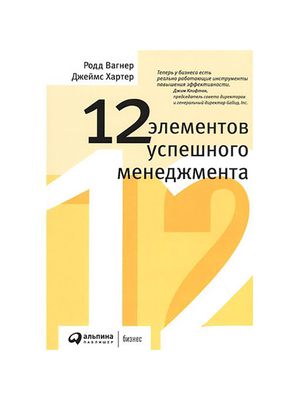 Родд Вагнер
Джеймс Хартер
Теперь у бизнеса есть
реально работающие инструменты
повышения эффективности.
Джим Клифтон,
председатель совета директоров
и генеральный директор Gallup, Inc.
12 элементов
успешного
менеджмента
12
альпина
паблишер
бизнес